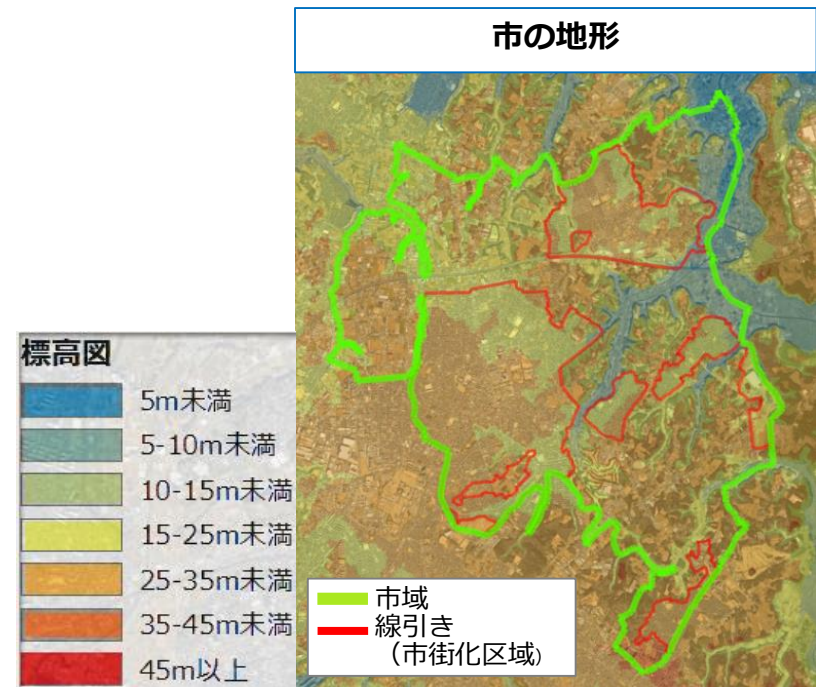 市の地形
標高図
5m未満
5-10m未満
10-15m未満
15-25m未満
25-35m未満
35-45m未満
45m以上
市域
線引き
（市街化区域)